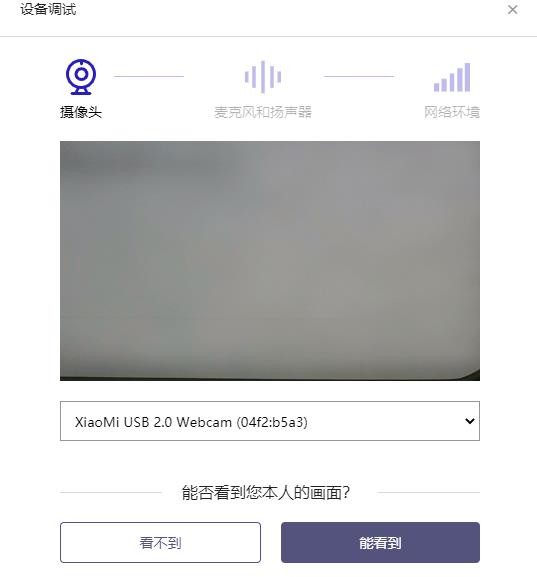 设备调试
摄像头
麦克风和扬声器
网络环境
XiaoMi USB 2.0 Webcam (04f2:b5a3)
能否看到您本人的画面?
看不到
能看到